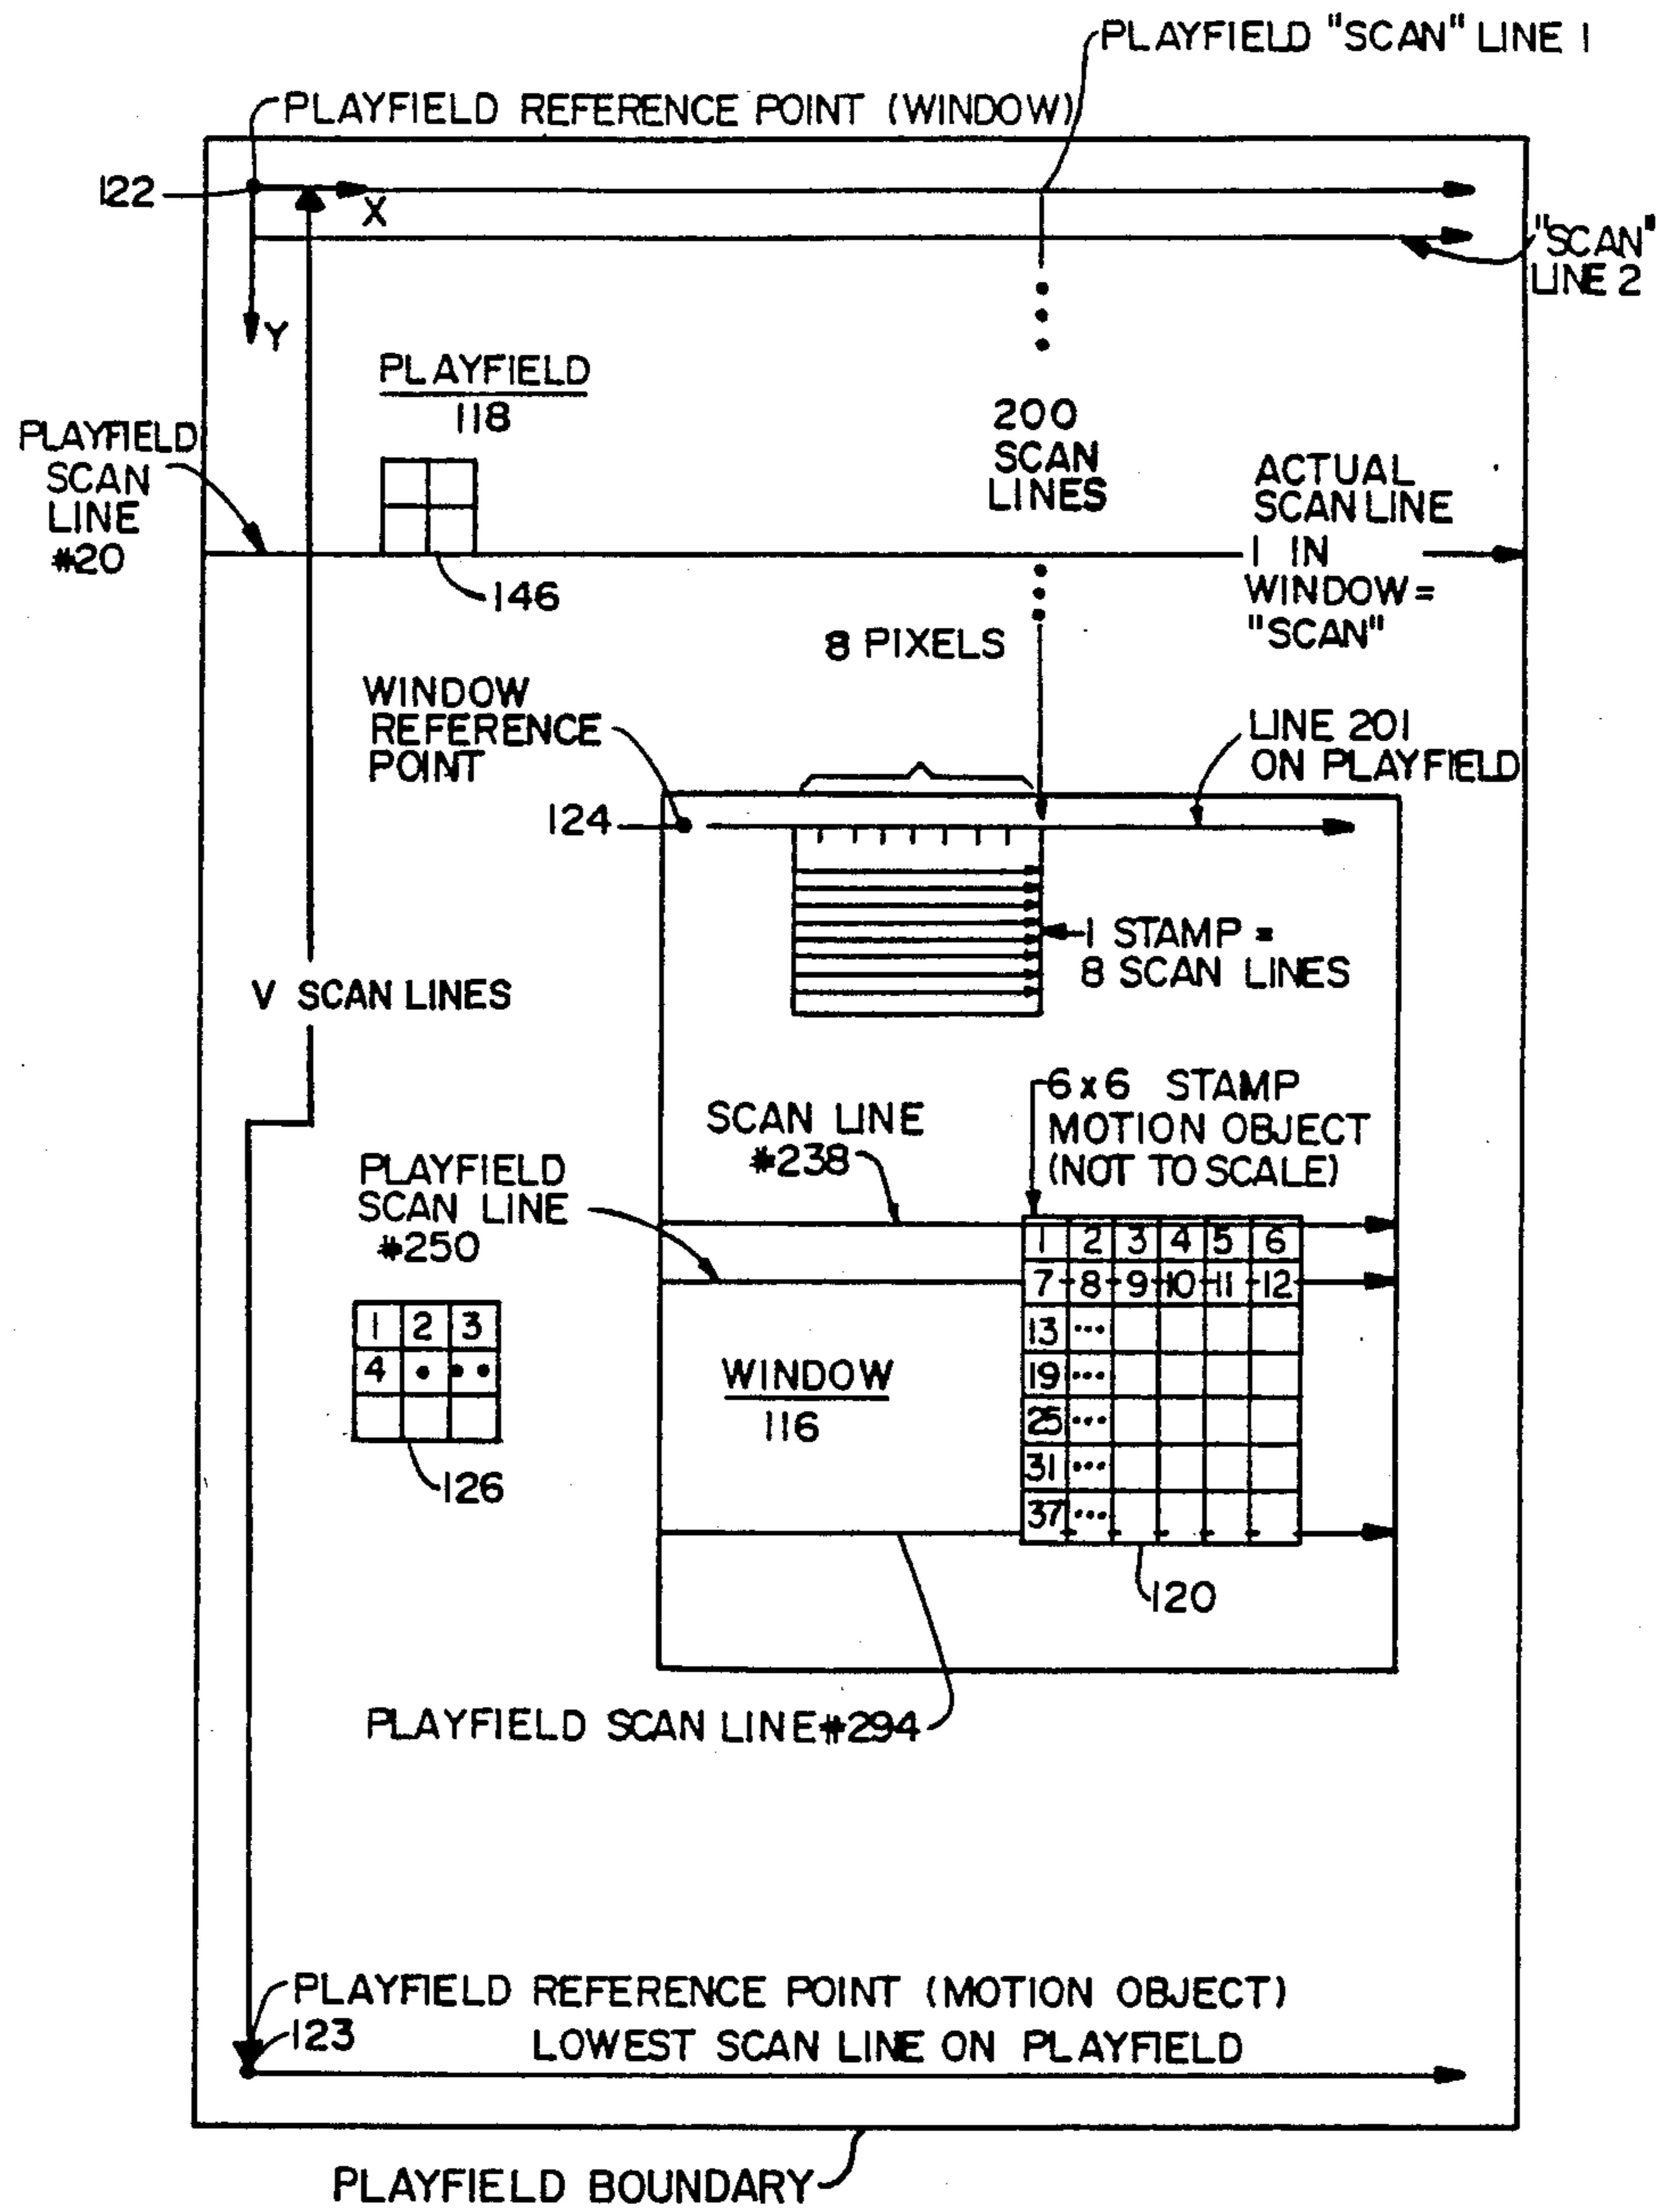 PLAYFIELD "SCAN" LINE 1
PLAYFIELD REFERENCE POINT (WINDOW)
122
X
"SCAN"
LINE 2
Y
PLAYFIELD
118
PLAYFIELD
SCAN
LINE
#20
200
SCAN
LINES
ACTUAL
SCAN LINE
1 IN
WINDOW =
"SCAN"
146
8 PIXELS
WINDOW
REFERENCE
POINT
LINE 201
ON PLAYFIELD
124
1 STAMP =
8 SCAN LINES
V SCAN LINES
6 x 6 STAMP
MOTION OBJECT
(NOT TO SCALE)
SCAN LINE
#238
PLAYFIELD
SCAN LINE
#250
1 2 3 4 5 6
7 8 9 10 11 12
13 ...
19 ...
25 ...
31 ...
37 ...
1 2 3
4 • • •
126
WINDOW
116
120
PLAYFIELD SCAN LINE #294
PLAYFIELD REFERENCE POINT (MOTION OBJECT)
123
LOWEST SCAN LINE ON PLAYFIELD
PLAYFIELD BOUNDARY